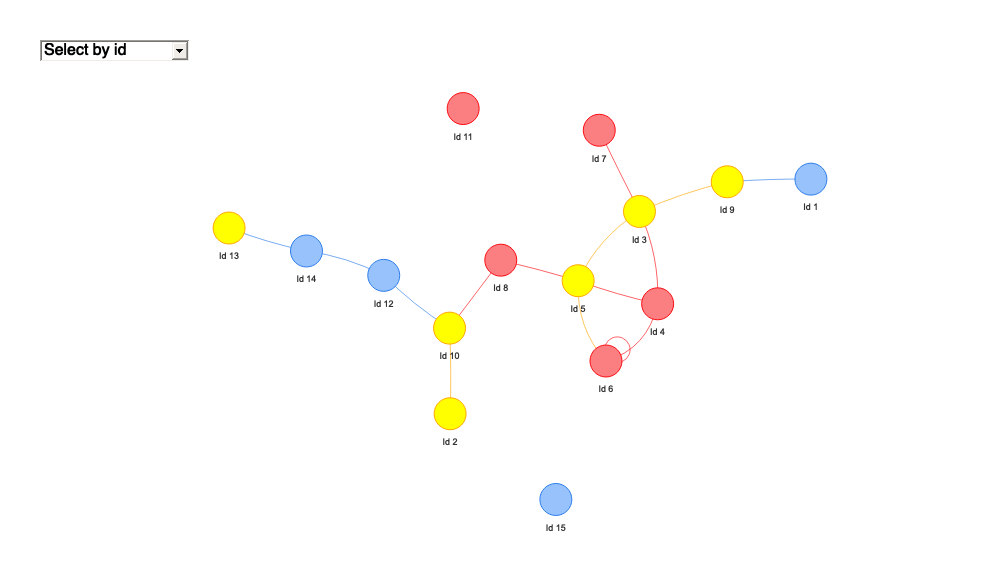 Select by id
Id 11
Id 7
Id 1
Id 9
Id 3
Id 13
Id 14
Id 8
Id 12
Id 5
Id 4
Id 10
Id 6
Id 2
Id 15